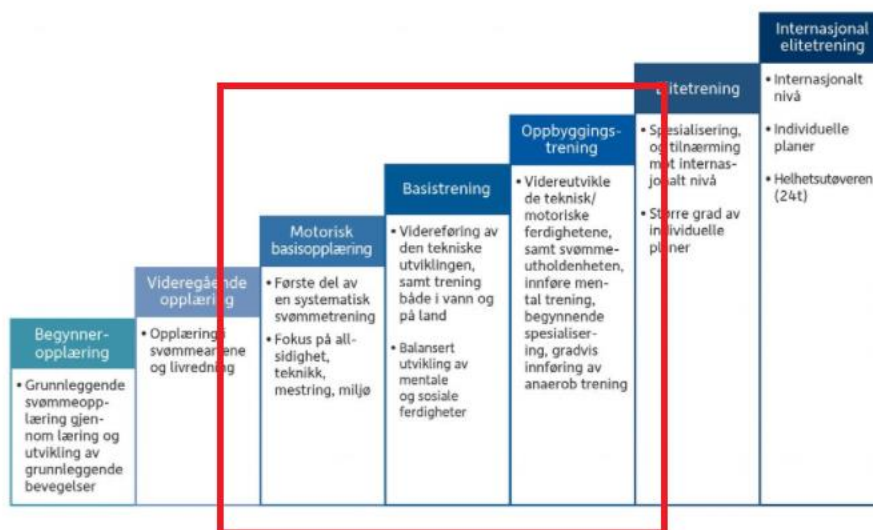 Begynner-
opplæring
• Grunnleggende
svømmeopp-
læring gjen-
nom læring og
utvikling av
grunnleggende
bevegelser
Videregående
opplæring
• Opplæring i
svømmeartene
og livredning
Motorisk
basisopplæring
• Første del av
en systematisk
svømmetrening
• Fokus på all-
sidighet,
teknikk,
mestring, miljø
Basistrening
• Videreføring av
den tekniske
utviklingen,
samt trening
både i vann og
på land
• Balansert
utvikling av
mentale
og sosiale
ferdigheter
Oppbyggings-
trening
• Videreutvikle
de teknisk/
motoriske
ferdighetene,
samt svømme-
utholdenheten,
innføre men-
tal trening,
begynnende
spesialiser-
ing, gradvis
innføring av
anaerob trening
Elitetrening
• Spesialisering,
og tilnærming
mot internas-
jonalt nivå
• Større grad av
individuelle
planer
Internasjonal
elitetrening
• Internasjonalt
nivå
• Individuelle
planer
• Helhetsutøveren
(24t)